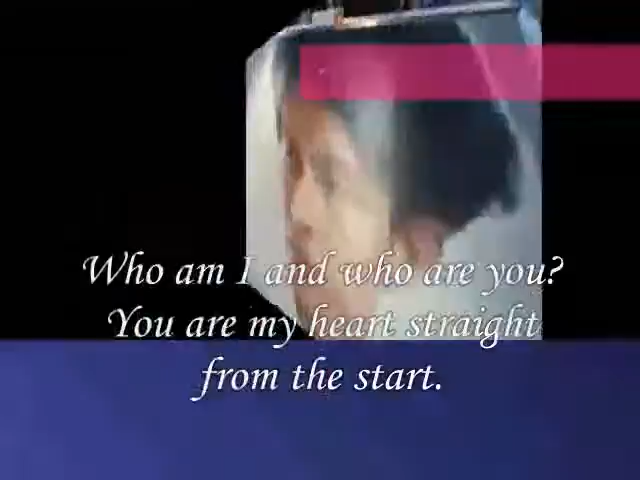 Who am I and who are you?
You are my heart straight
from the start.